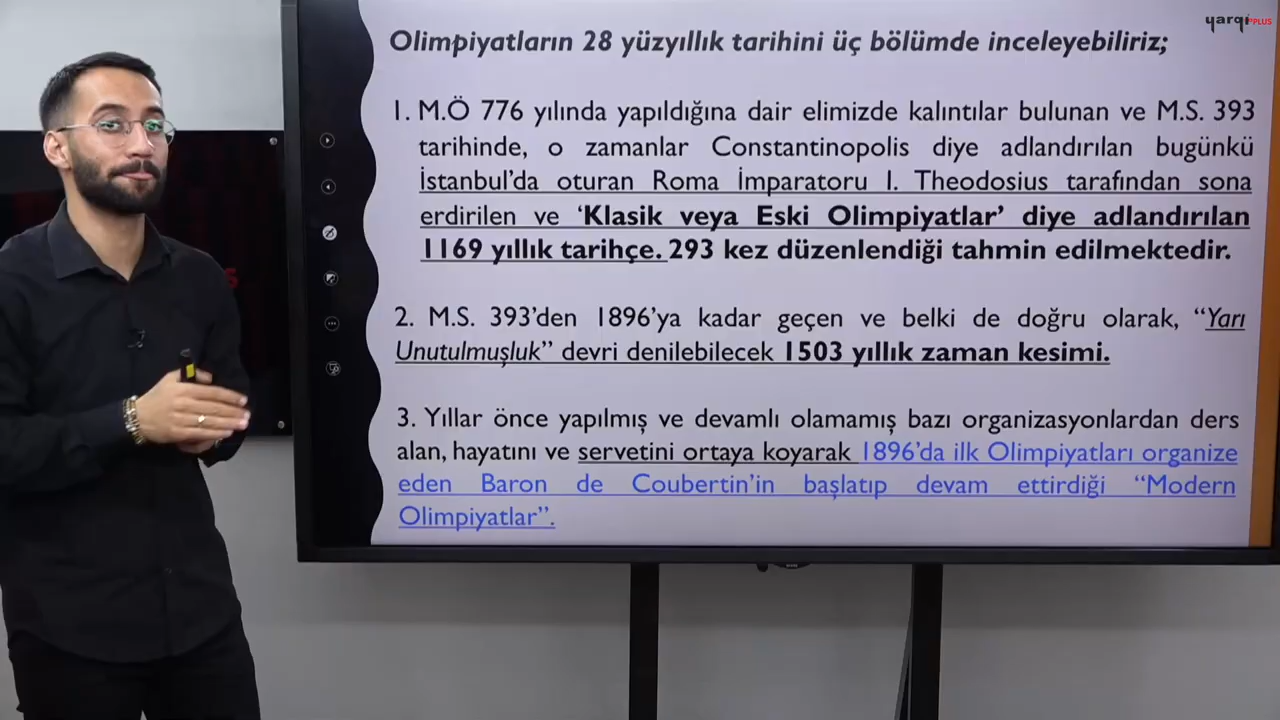 yargı PLUS
Olimpiyatların 28 yüzyıllık tarihini üç bölümde inceleyebiliriz;
1. M.Ö 776 yılında yapıldığına dair elimizde kalıntılar bulunan ve M.S. 393
tarihinde, o zamanlar Constantinopolis diye adlandırılan bugünkü
İstanbul’da oturan Roma İmparatoru I. Theodosius tarafından sona
erdirilen ve ‘Klasik veya Eski Olimpiyatlar’ diye adlandırılan
1169 yıllık tarihçe. 293 kez düzenlendiği tahmin edilmektedir.
2. M.S. 393’den 1896’ya kadar geçen ve belki de doğru olarak, “Yarı
Unutulmuşluk” devri denilebilecek 1503 yıllık zaman kesimi.
3. Yıllar önce yapılmış ve devamlı olamamış bazı organizasyonlardan ders
alan, hayatını ve servetini ortaya koyarak 1896’da ilk Olimpiyatları organize
eden Baron de Coubertin’in başlatıp devam ettirdiği “Modern
Olimpiyatlar”.